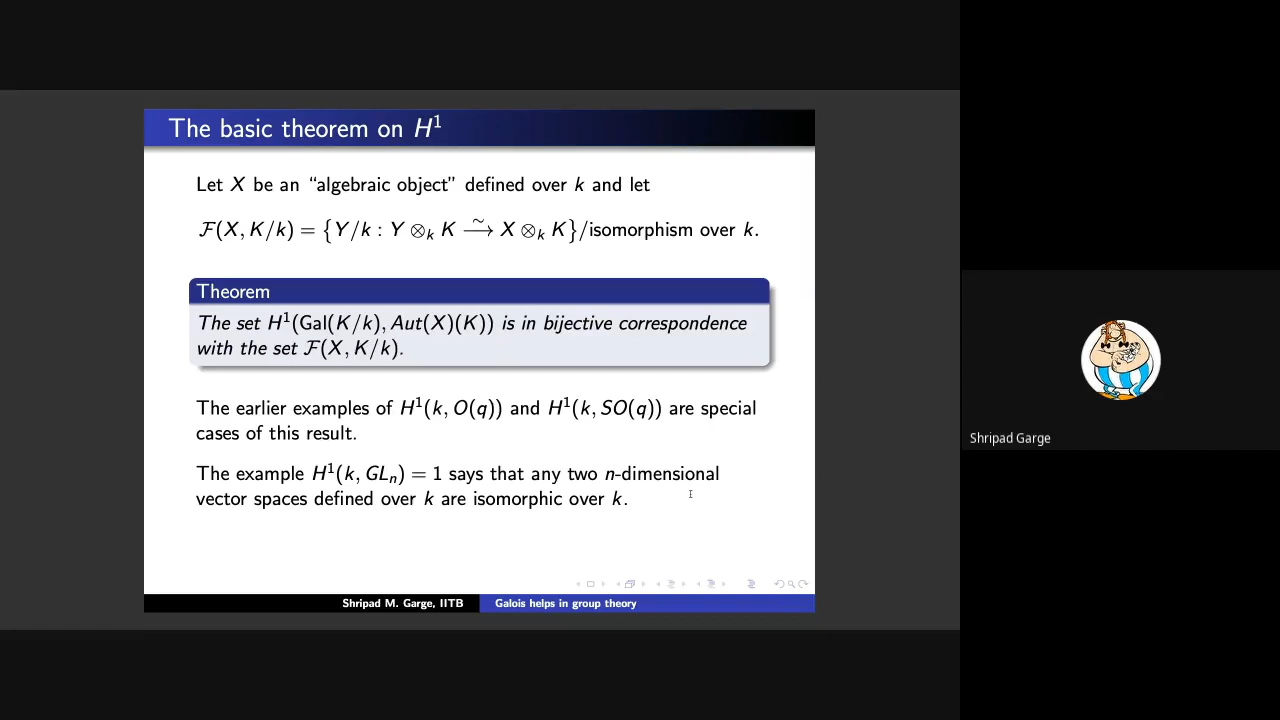 The basic theorem on H¹
Let X be an “algebraic object” defined over k and let
ℱ(X, K/k) = {Y/k : Y ⊗ₖ K ⥲ X ⊗ₖ K}/isomorphism over k.
Theorem
The set H¹(Gal(K/k), Aut(X)(K)) is in bijective correspondence
with the set ℱ(X, K/k).
The earlier examples of H¹(k, O(q)) and H¹(k, SO(q)) are special
cases of this result.
The example H¹(k, GLₙ) = 1 says that any two n-dimensional
vector spaces defined over k are isomorphic over k.
Shripad M. Garge, IITB
Galois helps in group theory
Shripad Garge